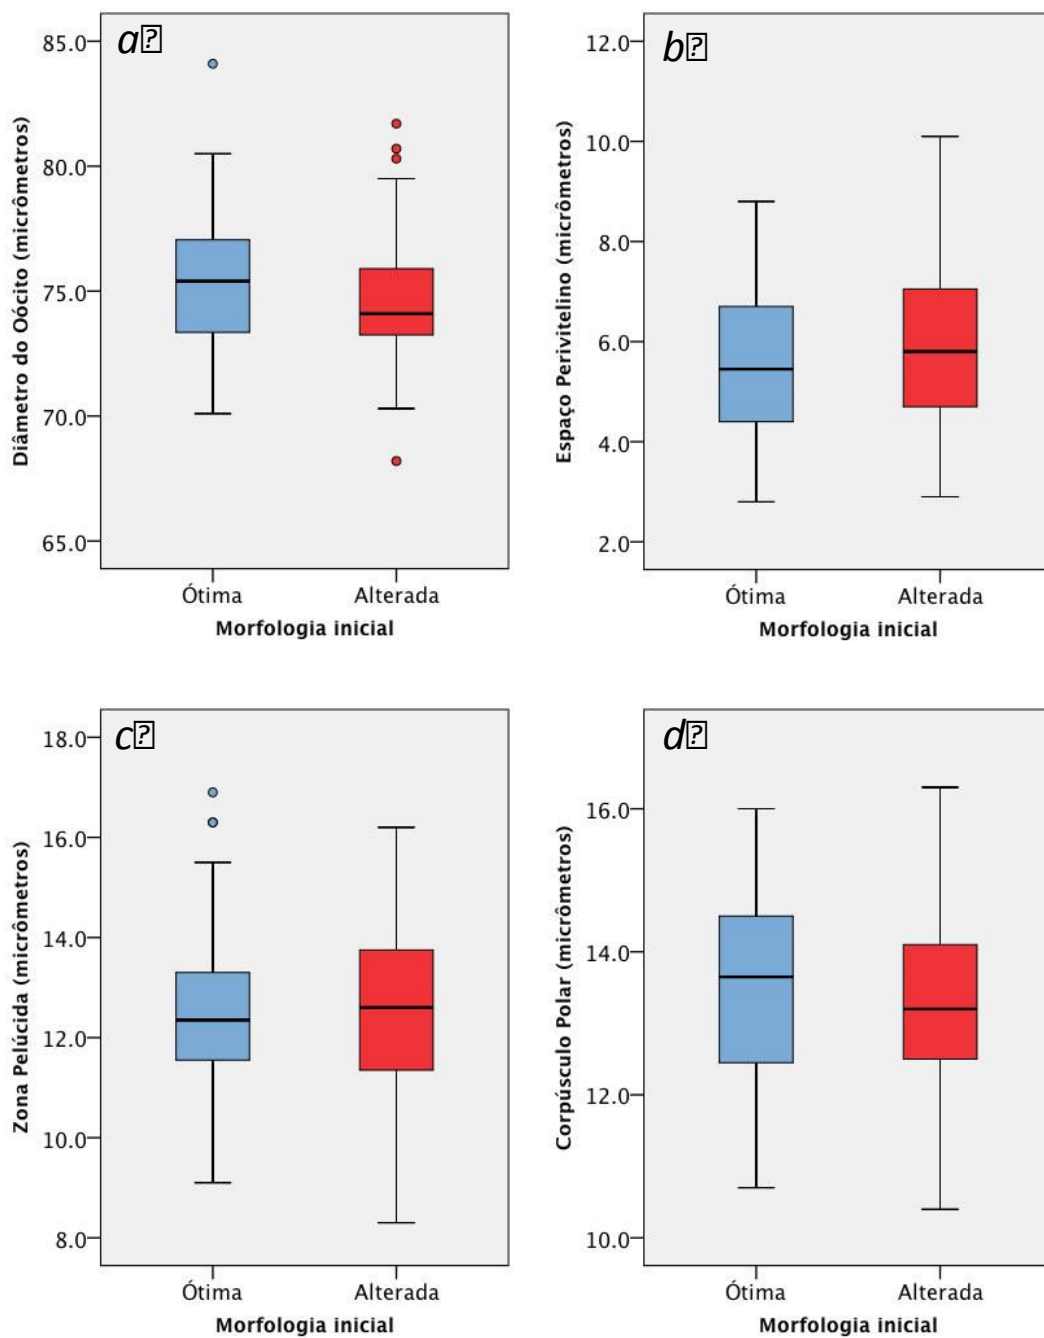 a
85.0
80.0
75.0
70.0
65.0
Diâmetro do Oócito (micrômetros)
Ótima
Alterada
Morfologia inicial
b
12.0
10.0
8.0
6.0
4.0
2.0
Espaço Perivitelino (micrômetros)
Ótima
Alterada
Morfologia inicial
c
18.0
16.0
14.0
12.0
10.0
8.0
Zona Pelúcida (micrômetros)
Ótima
Alterada
Morfologia inicial
d
16.0
14.0
12.0
10.0
Corpúsculo Polar (micrômetros)
Ótima
Alterada
Morfologia inicial